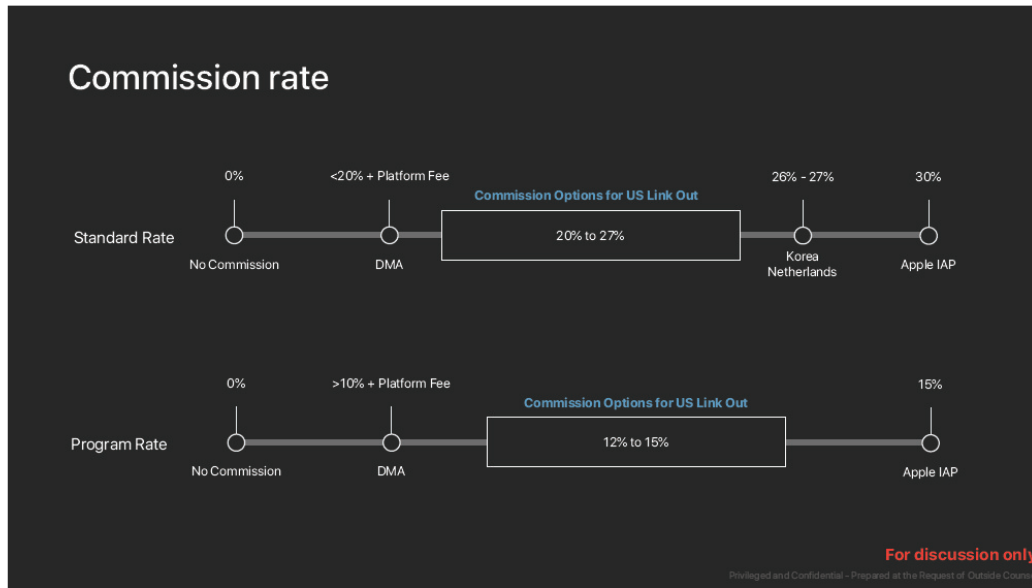 Commission rate
0%
<20% + Platform Fee
Commission Options for US Link Out
26% - 27%
30%
Standard Rate
20% to 27%
No Commission
DMA
Korea
Netherlands
Apple IAP
0%
>10% + Platform Fee
Commission Options for US Link Out
15%
Program Rate
12% to 15%
No Commission
DMA
Apple IAP
For discussion only
Privileged and Confidential - Prepared at the Request of Outside